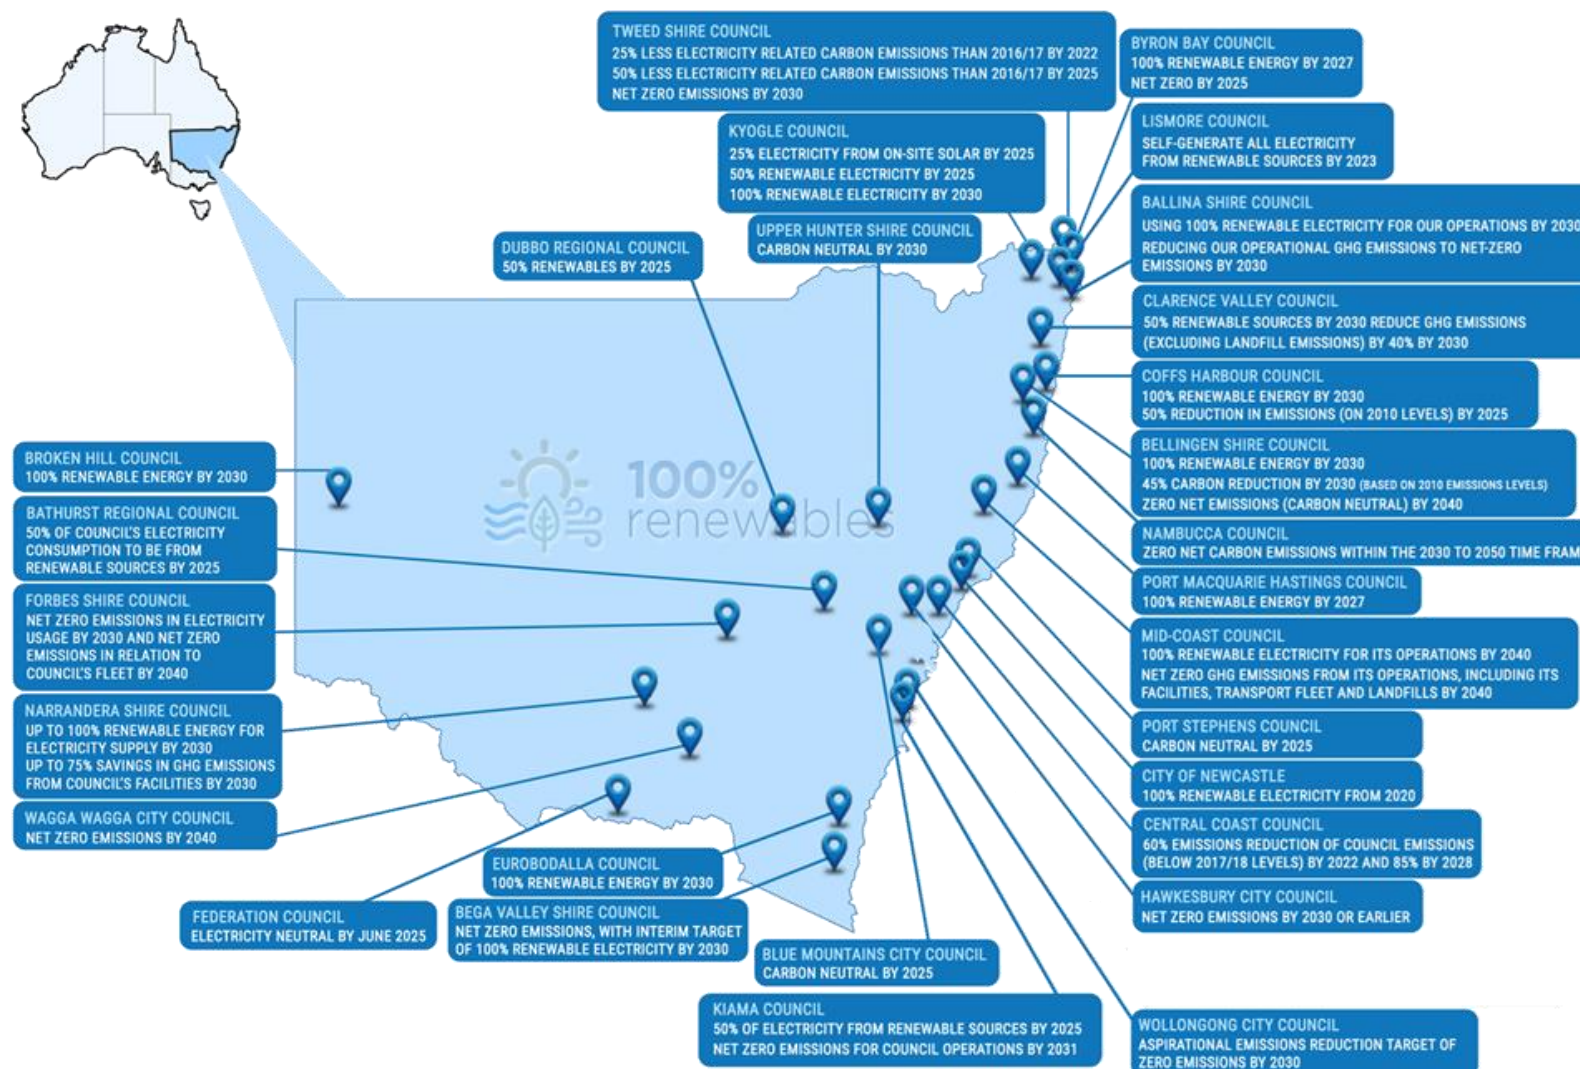 TWEED SHIRE COUNCIL
25% LESS ELECTRICITY RELATED CARBON EMISSIONS THAN 2016/17 BY 2022
50% LESS ELECTRICITY RELATED CARBON EMISSIONS THAN 2016/17 BY 2025
NET ZERO EMISSIONS BY 2030
BYRON BAY COUNCIL
100% RENEWABLE ENERGY BY 2027
NET ZERO BY 2025
KYOGLE COUNCIL
25% ELECTRICITY FROM ON-SITE SOLAR BY 2025
50% RENEWABLE ELECTRICITY BY 2025
100% RENEWABLE ELECTRICITY BY 2030
LISMORE COUNCIL
SELF-GENERATE ALL ELECTRICITY
FROM RENEWABLE SOURCES BY 2023
UPPER HUNTER SHIRE COUNCIL
CARBON NEUTRAL BY 2030
DUBBO REGIONAL COUNCIL
50% RENEWABLES BY 2025
BALLINA SHIRE COUNCIL
USING 100% RENEWABLE ELECTRICITY FOR OUR OPERATIONS BY 2030
REDUCING OUR OPERATIONAL GHG EMISSIONS TO NET-ZERO
EMISSIONS BY 2030
CLARENCE VALLEY COUNCIL
50% RENEWABLE SOURCES BY 2030 REDUCE GHG EMISSIONS
(EXCLUDING LANDFILL EMISSIONS) BY 40% BY 2030
COFFS HARBOUR COUNCIL
100% RENEWABLE ENERGY BY 2030
50% REDUCTION IN EMISSIONS (ON 2010 LEVELS) BY 2025
BELLINGEN SHIRE COUNCIL
100% RENEWABLE ENERGY BY 2030
45% CARBON REDUCTION BY 2030 (BASED ON 2010 EMISSIONS LEVELS)
ZERO NET EMISSIONS (CARBON NEUTRAL) BY 2040
NAMBUCCA COUNCIL
ZERO NET CARBON EMISSIONS WITHIN THE 2030 TO 2050 TIME FRAM
PORT MACQUARIE HASTINGS COUNCIL
100% RENEWABLE ENERGY BY 2027
MID-COAST COUNCIL
100% RENEWABLE ELECTRICITY FOR ITS OPERATIONS BY 2040
NET ZERO GHG EMISSIONS FROM ITS OPERATIONS, INCLUDING ITS
FACILITIES, TRANSPORT FLEET AND LANDFILLS BY 2040
PORT STEPHENS COUNCIL
CARBON NEUTRAL BY 2025
CITY OF NEWCASTLE
100% RENEWABLE ELECTRICITY FROM 2020
CENTRAL COAST COUNCIL
60% EMISSIONS REDUCTION OF COUNCIL EMISSIONS
(BELOW 2017/18 LEVELS) BY 2022 AND 85% BY 2028
HAWKESBURY CITY COUNCIL
NET ZERO EMISSIONS BY 2030 OR EARLIER
WOLLONGONG CITY COUNCIL
ASPIRATIONAL EMISSIONS REDUCTION TARGET OF
ZERO EMISSIONS BY 2030
100%
renewables
BROKEN HILL COUNCIL
100% RENEWABLE ENERGY BY 2030
BATHURST REGIONAL COUNCIL
50% OF COUNCIL'S ELECTRICITY
CONSUMPTION TO BE FROM
RENEWABLE SOURCES BY 2025
FORBES SHIRE COUNCIL
NET ZERO EMISSIONS IN ELECTRICITY
USAGE BY 2030 AND NET ZERO
EMISSIONS IN RELATION TO
COUNCIL'S FLEET BY 2040
NARRANDERA SHIRE COUNCIL
UP TO 100% RENEWABLE ENERGY FOR
ELECTRICITY SUPPLY BY 2030
UP TO 75% SAVINGS IN GHG EMISSIONS
FROM COUNCIL'S FACILITIES BY 2030
WAGGA WAGGA CITY COUNCIL
NET ZERO EMISSIONS BY 2040
FEDERATION COUNCIL
ELECTRICITY NEUTRAL BY JUNE 2025
EUROBODALLA COUNCIL
100% RENEWABLE ENERGY BY 2030
BEGA VALLEY SHIRE COUNCIL
NET ZERO EMISSIONS, WITH INTERIM TARGET
OF 100% RENEWABLE ELECTRICITY BY 2030
BLUE MOUNTAINS CITY COUNCIL
CARBON NEUTRAL BY 2025
KIAMA COUNCIL
50% OF ELECTRICITY FROM RENEWABLE SOURCES BY 2025
NET ZERO EMISSIONS FOR COUNCIL OPERATIONS BY 2031